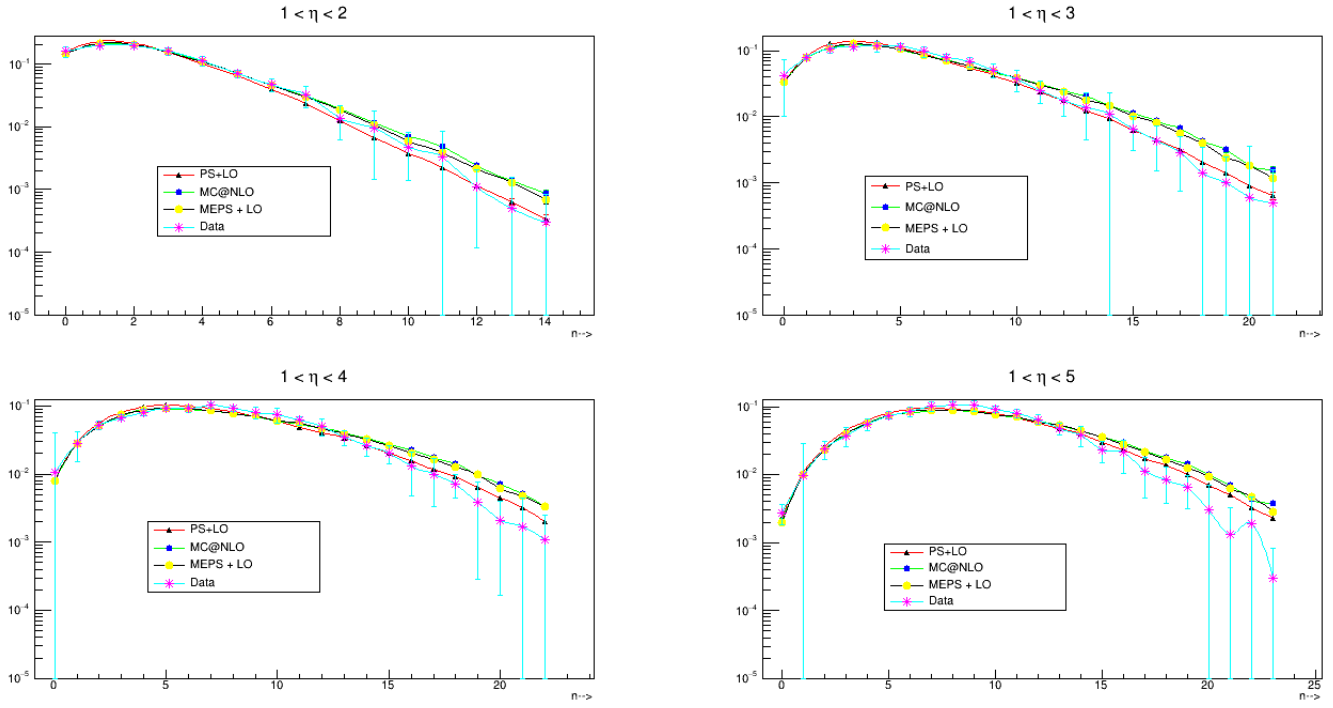 1 < η < 2
10⁻¹
10⁻²
10⁻³
10⁻⁴
10⁻⁵
PS+LO
MC@NLO
MEPS + LO
Data
0 2 4 6 8 10 12 14
n-->
1 < η < 3
10⁻¹
10⁻²
10⁻³
10⁻⁴
10⁻⁵
PS+LO
MC@NLO
MEPS + LO
Data
0 5 10 15 20
n-->
1 < η < 4
10⁻¹
10⁻²
10⁻³
10⁻⁴
10⁻⁵
PS+LO
MC@NLO
MEPS + LO
Data
0 5 10 15 20
n-->
1 < η < 5
10⁻¹
10⁻²
10⁻³
10⁻⁴
10⁻⁵
PS+LO
MC@NLO
MEPS + LO
Data
0 5 10 15 20 25
n-->